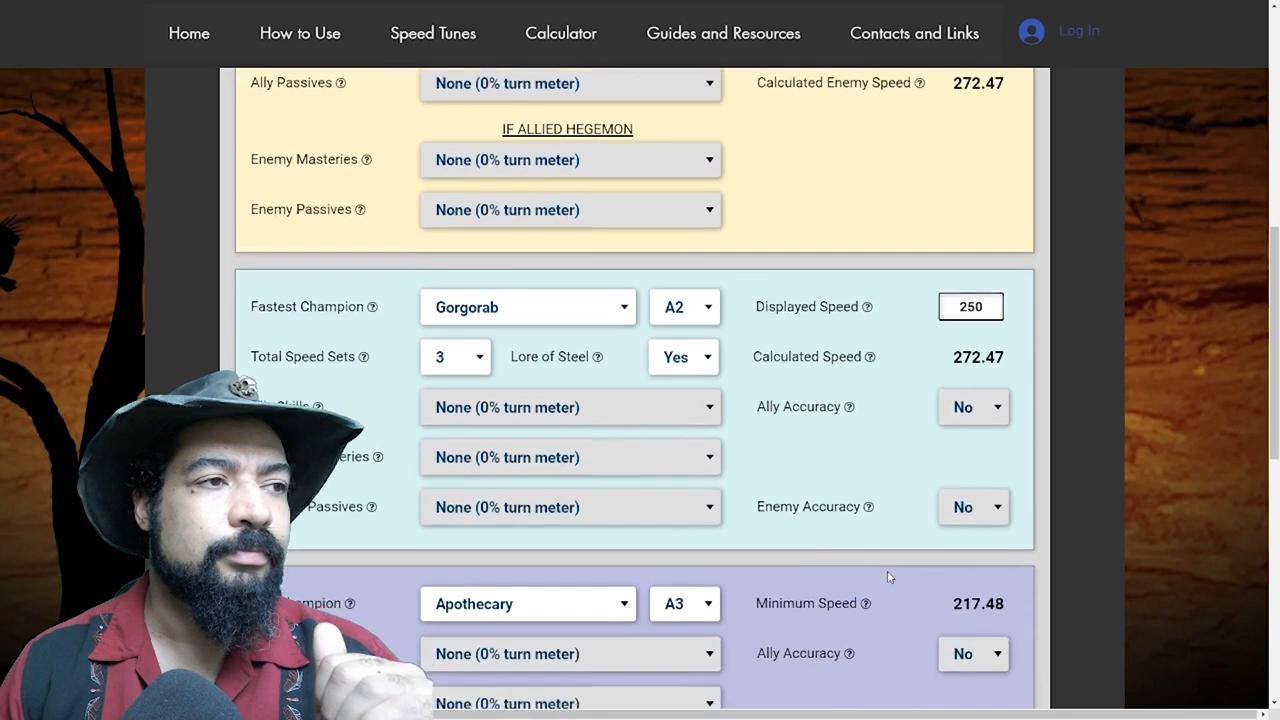 Home How to Use Speed Tunes Calculator Guides and Resources Contacts and Links Log In
Ally Passives None (0% turn meter) Calculated Enemy Speed 272.47
IF ALLIED HEGEMON
Enemy Masteries None (0% turn meter)
Enemy Passives None (0% turn meter)
Fastest Champion Gorgorab A2 Displayed Speed 250
Total Speed Sets 3 Lore of Steel Yes Calculated Speed 272.47
None (0% turn meter) Ally Accuracy No
None (0% turn meter)
Passives None (0% turn meter) Enemy Accuracy No
Apothecary A3 Minimum Speed 217.48
None (0% turn meter) Ally Accuracy No
None (0% turn meter)